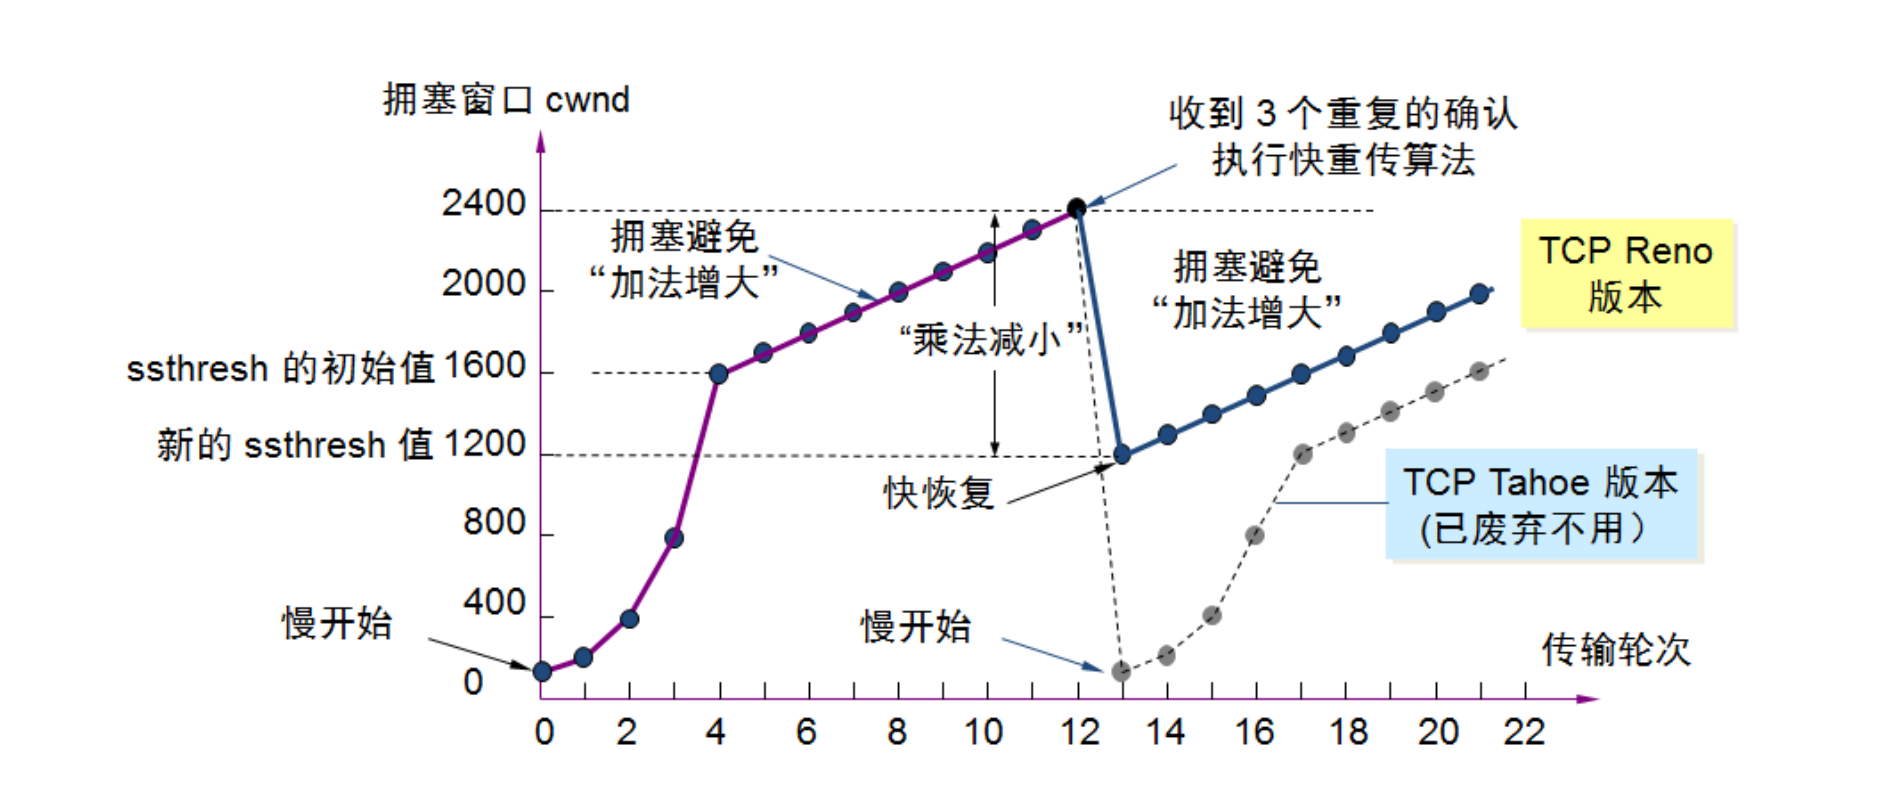 拥塞窗口 cwnd
收到 3 个重复的确认
执行快重传算法
2400
拥塞避免
“加法增大”
TCP Reno
版本
拥塞避免
“加法增大”
2000
“乘法减小”
ssthresh 的初始值 1600
新的 ssthresh 值 1200
快恢复
TCP Tahoe 版本
(已废弃不用）
800
400
慢开始
慢开始
传输轮次
0
0 2 4 6 8 10 12 14 16 18 20 22